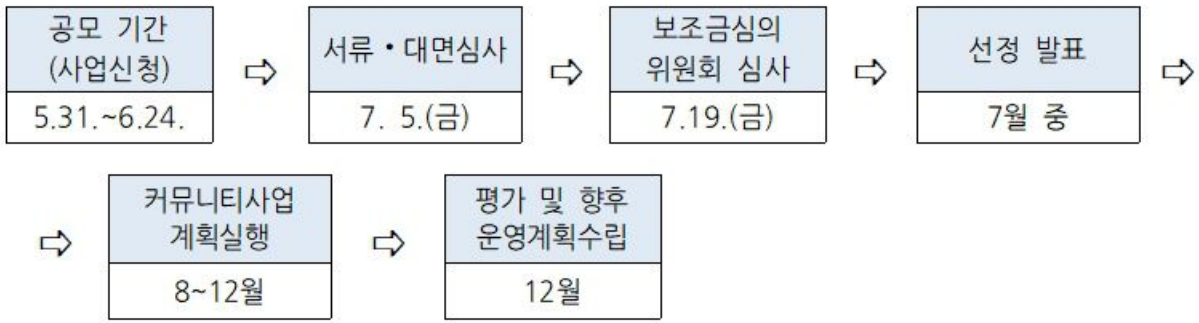 공모 기간
(사업신청)
5.31.~6.24.
서류・대면심사
7. 5.(금)
보조금심의
위원회 심사
7.19.(금)
선정 발표
7월 중
커뮤니티사업
계획실행
8~12월
평가 및 향후
운영계획수립
12월